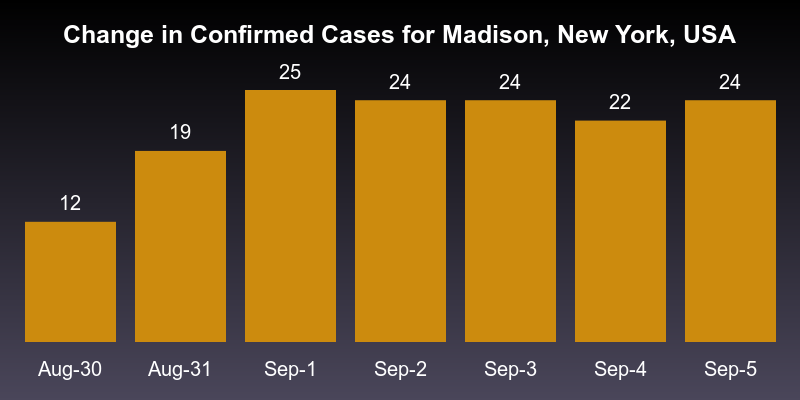 Change in Confirmed Cases for Madison, New York, USA
12
19
25
24
24
22
24
Aug-30
Aug-31
Sep-1
Sep-2
Sep-3
Sep-4
Sep-5